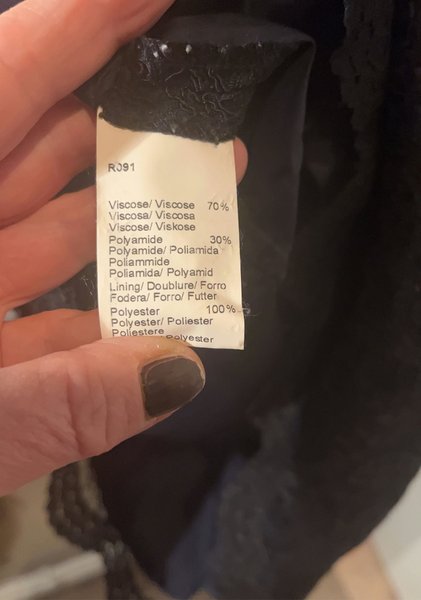 R091
Viscose/ Viscose 70%
Viscosa/ Viscosa
Viscose/ Viskose
Polyamide 30%
Polyamide/ Poliamida
Poliammide
Poliamida/ Polyamid
Lining/ Doublure/ Forro
Fodera/ Forro/ Futter
Polyester 100%
Polyester/ Poliester
Poliestere
Polyester